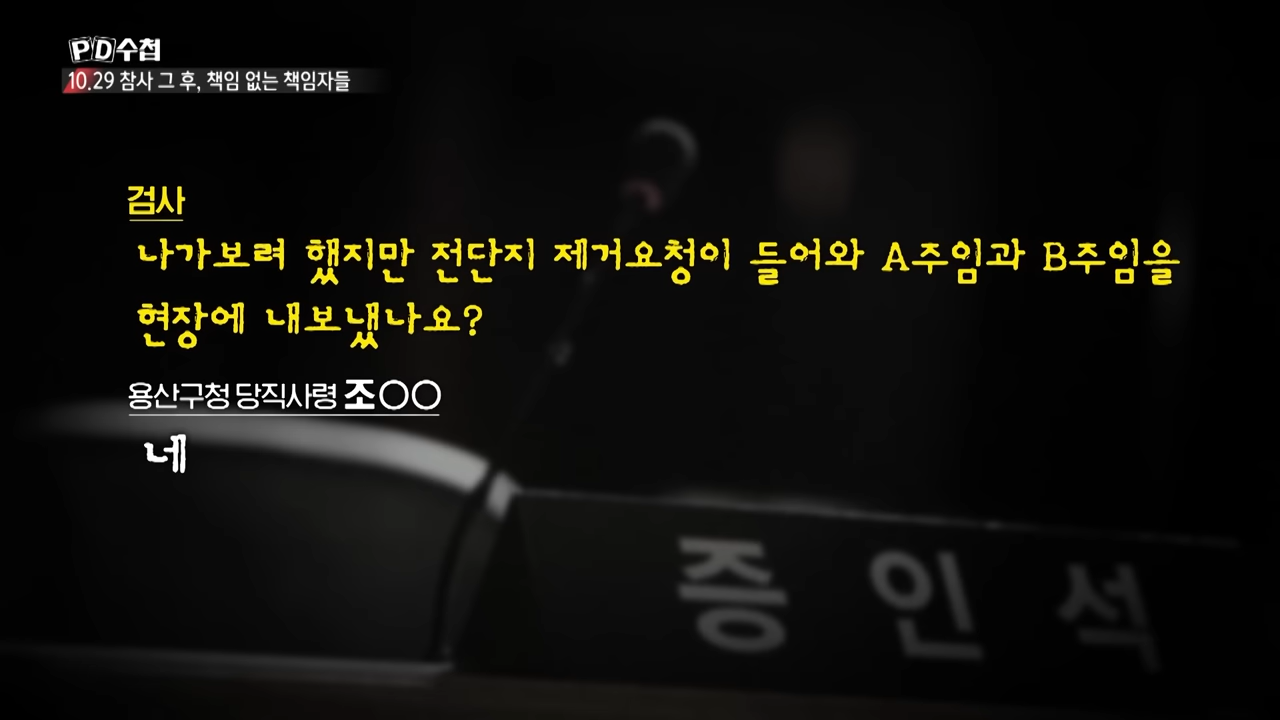 PD수첩
10.29 참사 그 후, 책임 없는 책임자들
검사
나가보려 했지만 전단지 제거요청이 들어와 A주임과 B주임을
현장에 내보냈나요?
용산구청 당직사령 조○○
네
증인석